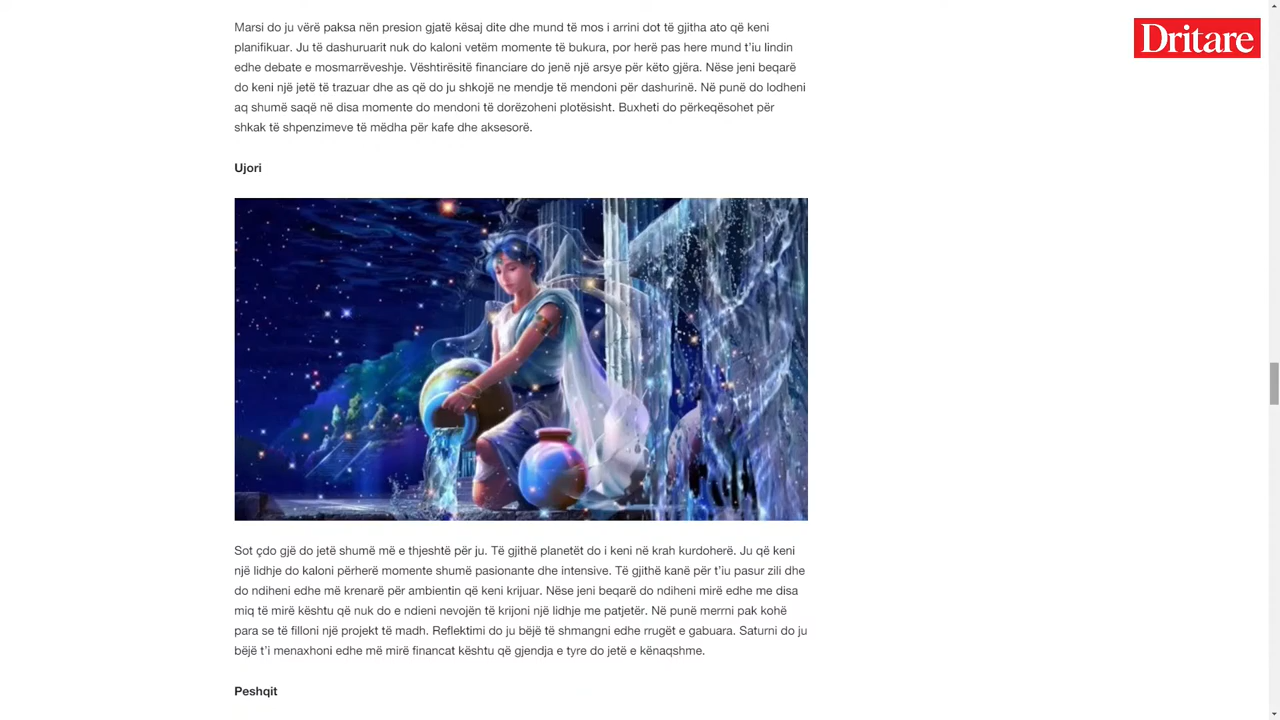 Marsi do ju vërë paksa nën presion gjatë kësaj dite dhe mund të mos i arrini dot të gjitha ato që keni
planifikuar. Ju të dashuruarit nuk do kaloni vetëm momente të bukura, por herë pas here mund t’iu lindin
edhe debate e mosmarrëveshje. Vështirësitë financiare do jenë një arsye për këto gjëra. Nëse jeni beqarë
do keni një jetë të trazuar dhe as që do ju shkojë ne mendje të mendoni për dashurinë. Në punë do lodheni
aq shumë saqë në disa momente do mendoni të dorëzoheni plotësisht. Buxheti do përkeqësohet për
shkak të shpenzimeve të mëdha për kafe dhe aksesorë.
Dritare
Ujori
Sot çdo gjë do jetë shumë më e thjeshtë për ju. Të gjithë planetët do i keni në krah kurdoherë. Ju që keni
një lidhje do kaloni përherë momente shumë pasionante dhe intensive. Të gjithë kanë për t’iu pasur zili dhe
do ndiheni edhe më krenarë për ambientin që keni krijuar. Nëse jeni beqarë do ndiheni mirë edhe me disa
miq të mirë kështu që nuk do e ndieni nevojën të krijoni një lidhje me patjetër. Në punë merrni pak kohë
para se të filloni një projekt të madh. Reflektimi do ju bëjë të shmangni edhe rrugët e gabuara. Saturni do ju
bëjë t’i menaxhoni edhe më mirë financat kështu që gjendja e tyre do jetë e kënaqshme.
Peshqit